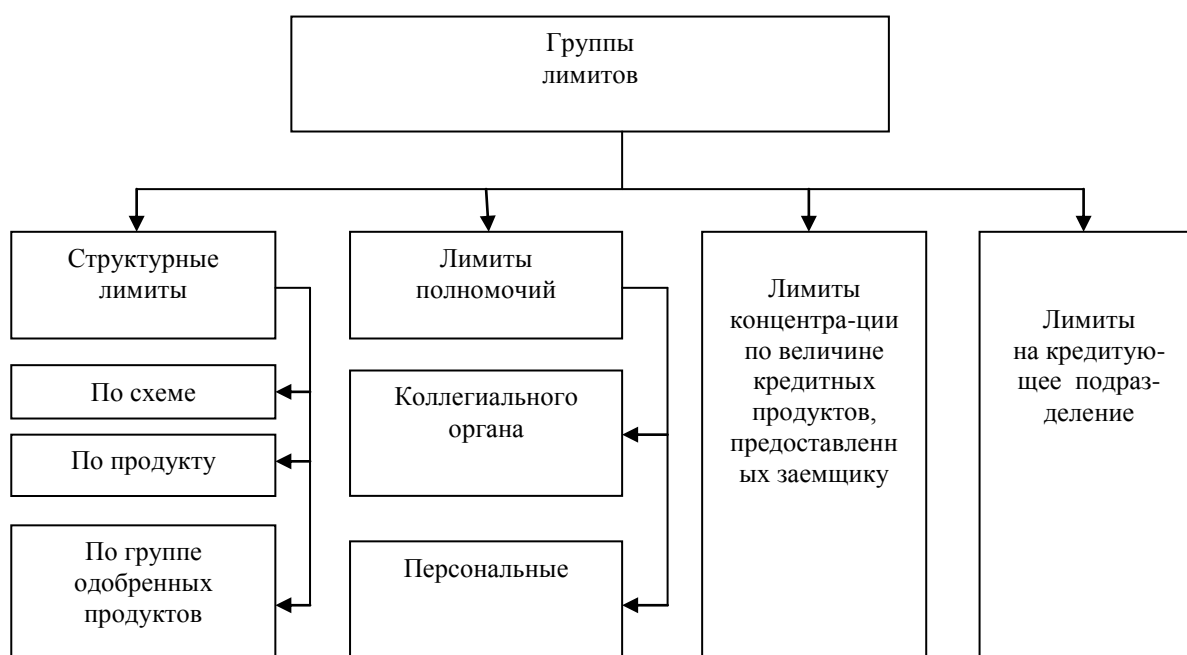 Группы
лимитов
Структурные
лимиты
По схеме
По продукту
По группе
одобренных
продуктов
Лимиты
полномочий
Коллегиального
органа
Персональные
Лимиты
концентра-ции
по величине
кредитных
продуктов,
предоставленн
ых заемщику
Лимиты
на кредитую-
щее подраз-
деление